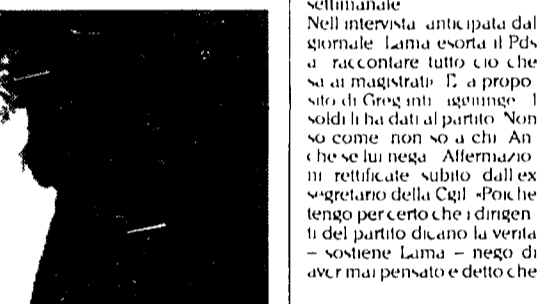 settimanale
Nell intervista anticipata dal
giornale Lama esorta il Pds
a raccontare tutto ciò che
sa ai magistrati E a propo
sito di Greganti aggiunge I
soldi li ha dati al partito Non
so come non so a chi An
che se lui nega Affermazio
ni rettificate subito dall ex
segretario della Cgil «Poiche
tengo per certo che i dirigen
ti del partito dicano la verita
– sostiene Lama – nego di
aver mai pensato e detto che